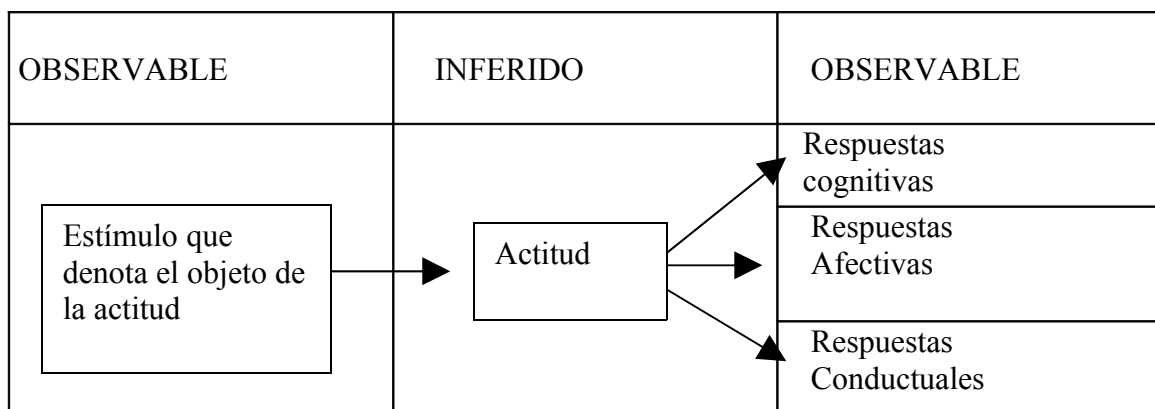 OBSERVABLE
INFERIDO
OBSERVABLE
Estímulo que
denota el objeto de
la actitud
Actitud
Respuestas
cognitivas
Respuestas
Afectivas
Respuestas
Conductuales